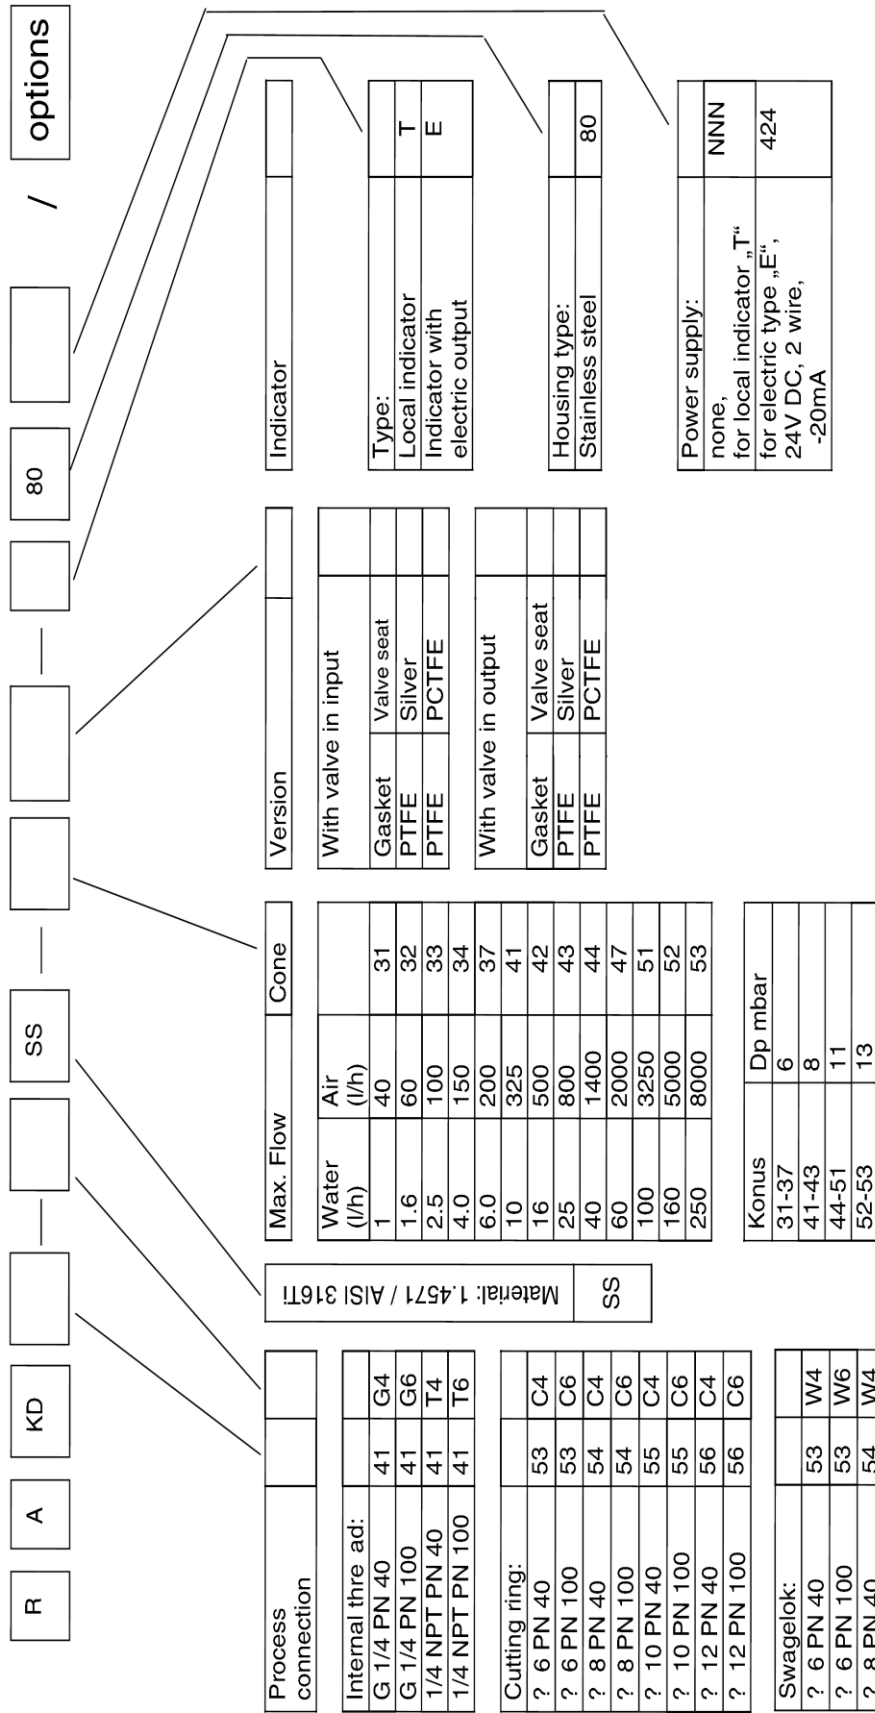 R A KD — SS — — 80 / options
Process connection
Internal thre ad:
G 1/4 PN 40 41 G4
G 1/4 PN 100 41 G6
1/4 NPT PN 40 41 T4
1/4 NPT PN 100 41 T6
Cutting ring:
? 6 PN 40 53 C4
? 6 PN 100 53 C6
? 8 PN 40 54 C4
? 8 PN 100 54 C6
? 10 PN 40 55 C4
? 10 PN 100 55 C6
? 12 PN 40 56 C4
? 12 PN 100 56 C6
Swagelok:
? 6 PN 40 53 W4
? 6 PN 100 53 W6
? 8 PN 40 54 W4
Material: 1.4571 / AISI 316Ti
SS
Max. Flow Cone
Water Air
(l/h) (l/h)
1 40 31
1.6 60 32
2.5 100 33
4.0 150 34
6.0 200 37
10 325 41
16 500 42
25 800 43
40 1400 44
60 2000 47
100 3250 51
160 5000 52
250 8000 53
Konus Dp mbar
31-37 6
41-43 8
44-51 11
52-53 13
Version
With valve in input
Gasket Valve seat
PTFE Silver
PTFE PCTFE
With valve in output
Gasket Valve seat
PTFE Silver
PTFE PCTFE
Indicator
Type:
Local indicator T
Indicator with E
electric output
Housing type:
Stainless steel 80
Power supply:
none, NNN
for local indicator „T“
for electric type „E“, 424
24V DC, 2 wire,
-20mA